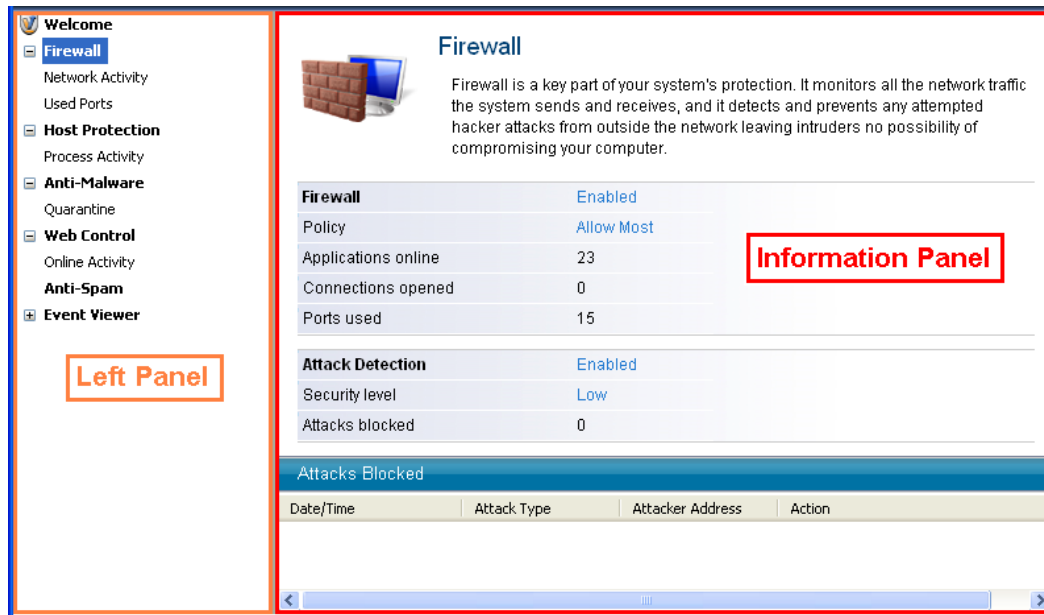 Welcome
Firewall
Network Activity
Used Ports
Host Protection
Process Activity
Anti-Malware
Quarantine
Web Control
Online Activity
Anti-Spam
Event Viewer
Left Panel
Firewall
Firewall is a key part of your system's protection. It monitors all the network traffic
the system sends and receives, and it detects and prevents any attempted
hacker attacks from outside the network leaving intruders no possibility of
compromising your computer.
Firewall Enabled
Policy Allow Most
Applications online 23
Connections opened 0
Ports used 15
Information Panel
Attack Detection Enabled
Security level Low
Attacks blocked 0
Attacks Blocked
Date/Time Attack Type Attacker Address Action